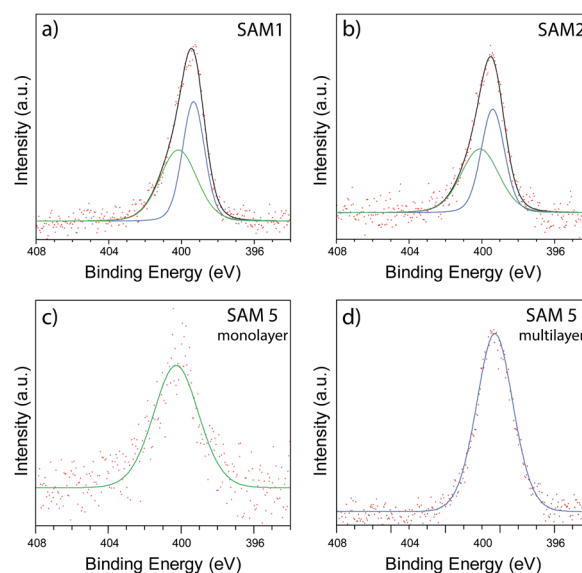 a) SAM1
Intensity (a.u.)
408 404 400 396
Binding Energy (eV)
b) SAM2
Intensity (a.u.)
408 404 400 396
Binding Energy (eV)
c) SAM 5
monolayer
Intensity (a.u.)
408 404 400 396
Binding Energy (eV)
d) SAM 5
multilayer
Intensity (a.u.)
408 404 400 396
Binding Energy (eV)